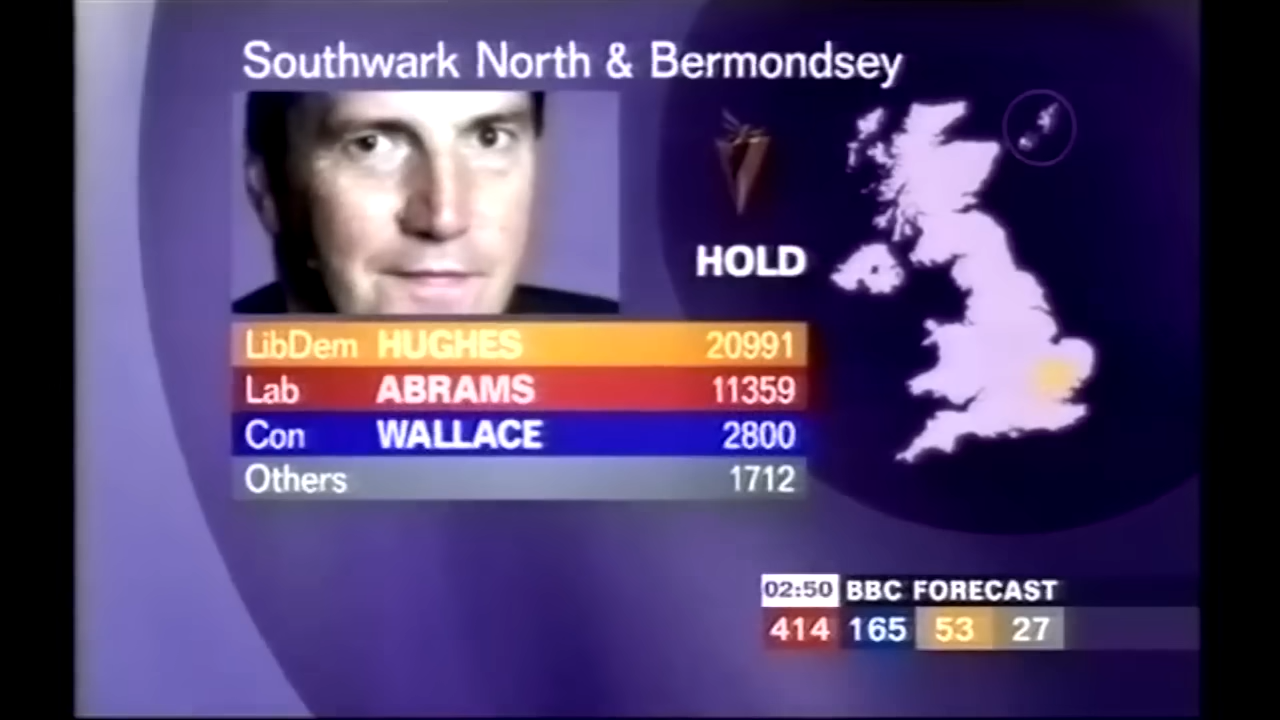 Southwark North & Bermondsey
HOLD
LibDem HUGHES 20991
Lab ABRAMS 11359
Con WALLACE 2800
Others 1712
02:50 BBC FORECAST
414 165 53 27